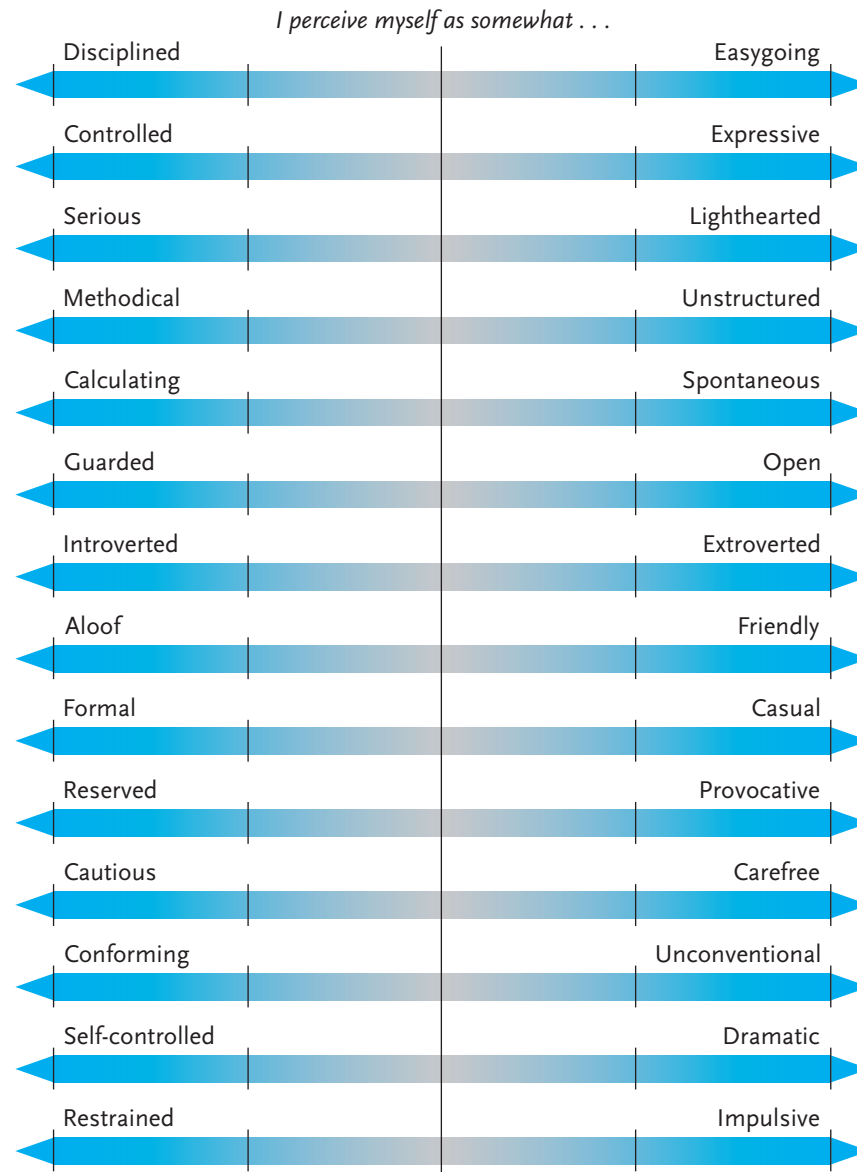 I perceive myself as somewhat . . .
Disciplined Easygoing
Controlled Expressive
Serious Lighthearted
Methodical Unstructured
Calculating Spontaneous
Guarded Open
Introverted Extroverted
Aloof Friendly
Formal Casual
Reserved Provocative
Cautious Carefree
Conforming Unconventional
Self-controlled Dramatic
Restrained Impulsive